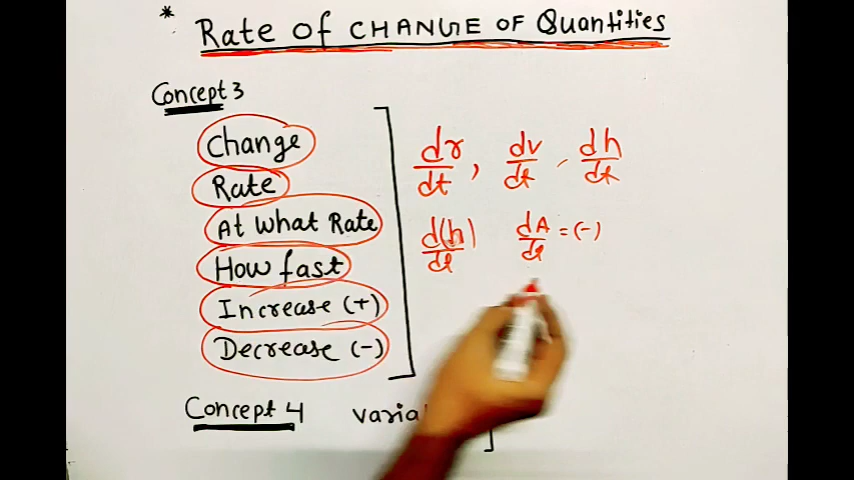 * Rate of CHANGE OF Quantities
Concept 3
Change
Rate
At what Rate
How fast
Increase (+)
Decrease (-)
dr/dt, dv/dt, dh/dt
d(h)/dt dA/dt = (-)
Concept 4